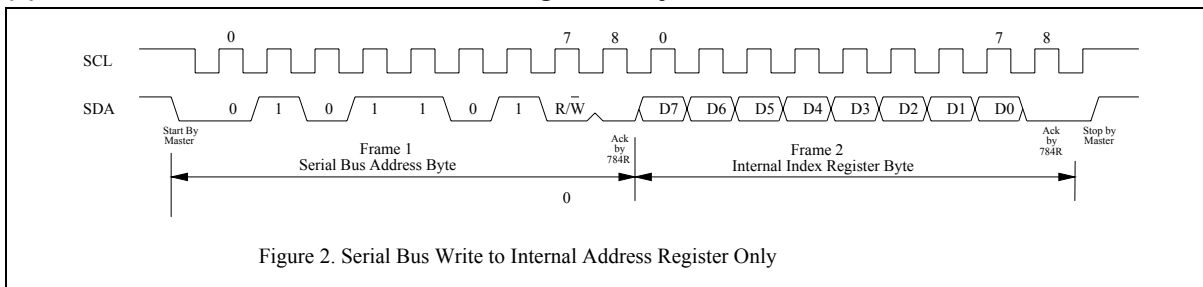 0 7 8 0 7 8
SCL
SDA 0 1 0 1 1 0 1 R/W̅ D7 D6 D5 D4 D3 D2 D1 D0
Start By
Master
Ack
by
784R
Ack
by
784R
Stop by
Master
Frame 1
Serial Bus Address Byte
Frame 2
Internal Index Register Byte
0
Figure 2. Serial Bus Write to Internal Address Register Only